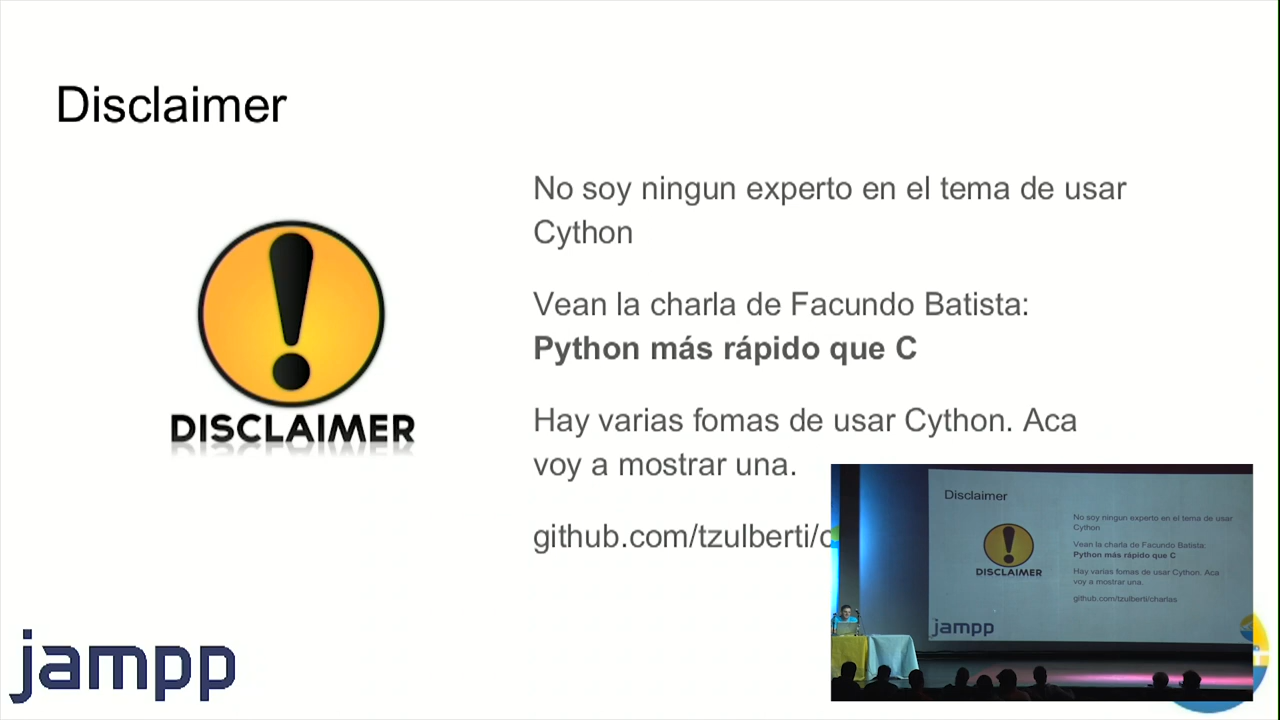 Disclaimer
DISCLAIMER
No soy ningun experto en el tema de usar
Cython
Vean la charla de Facundo Batista:
Python más rápido que C
Hay varias fomas de usar Cython. Aca
voy a mostrar una.
github.com/tzulberti/c
jampp
Disclaimer
DISCLAIMER
No soy ningun experto en el tema de usar
Cython
Vean la charla de Facundo Batista:
Python más rápido que C
Hay varias fomas de usar Cython. Aca
voy a mostrar una.
github.com/tzulberti/charlas
jampp